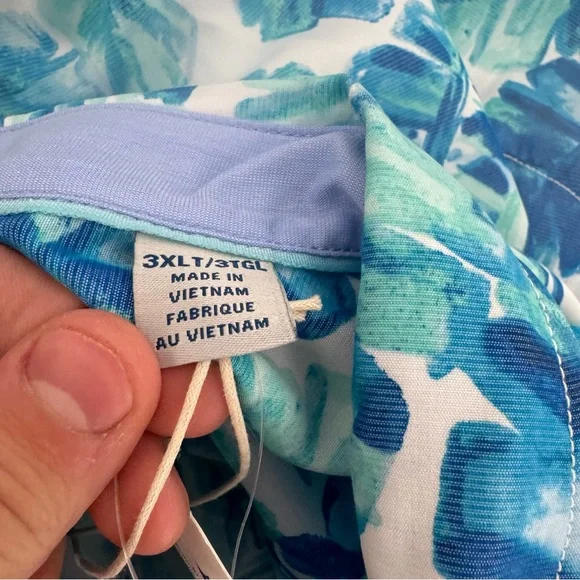 3XLT/3TGL
MADE IN
VIETNAM
FABRIQUE
AU VIETNAM